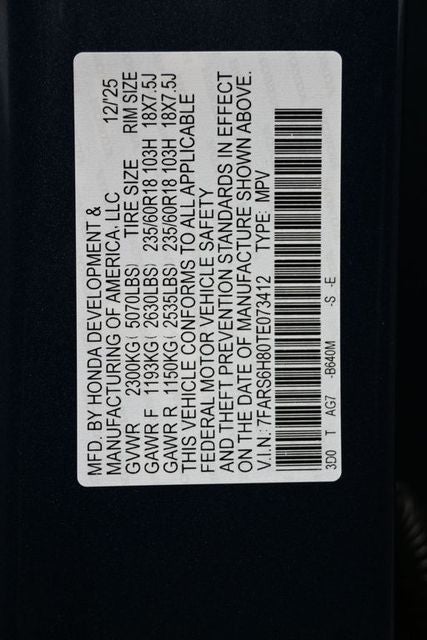 MFD. BY HONDA DEVELOPMENT &
MANUFACTURING OF AMERICA, LLC 12/'25
GVWR 2300KG( 5070LBS) TIRE SIZE RIM SIZE
GAWR F 1193KG( 2630LBS) 235/60R18 103H 18X7.5J
GAWR R 1150KG( 2535LBS) 235/60R18 103H 18X7.5J
THIS VEHICLE CONFORMS TO ALL APPLICABLE
FEDERAL MOTOR VEHICLE SAFETY
AND THEFT PREVENTION STANDARDS IN EFFECT
ON THE DATE OF MANUFACTURE SHOWN ABOVE.
V.I.N.: 7FARS6H80TE073412 TYPE: MPV
3D0 T AG7 -B640M -S -E